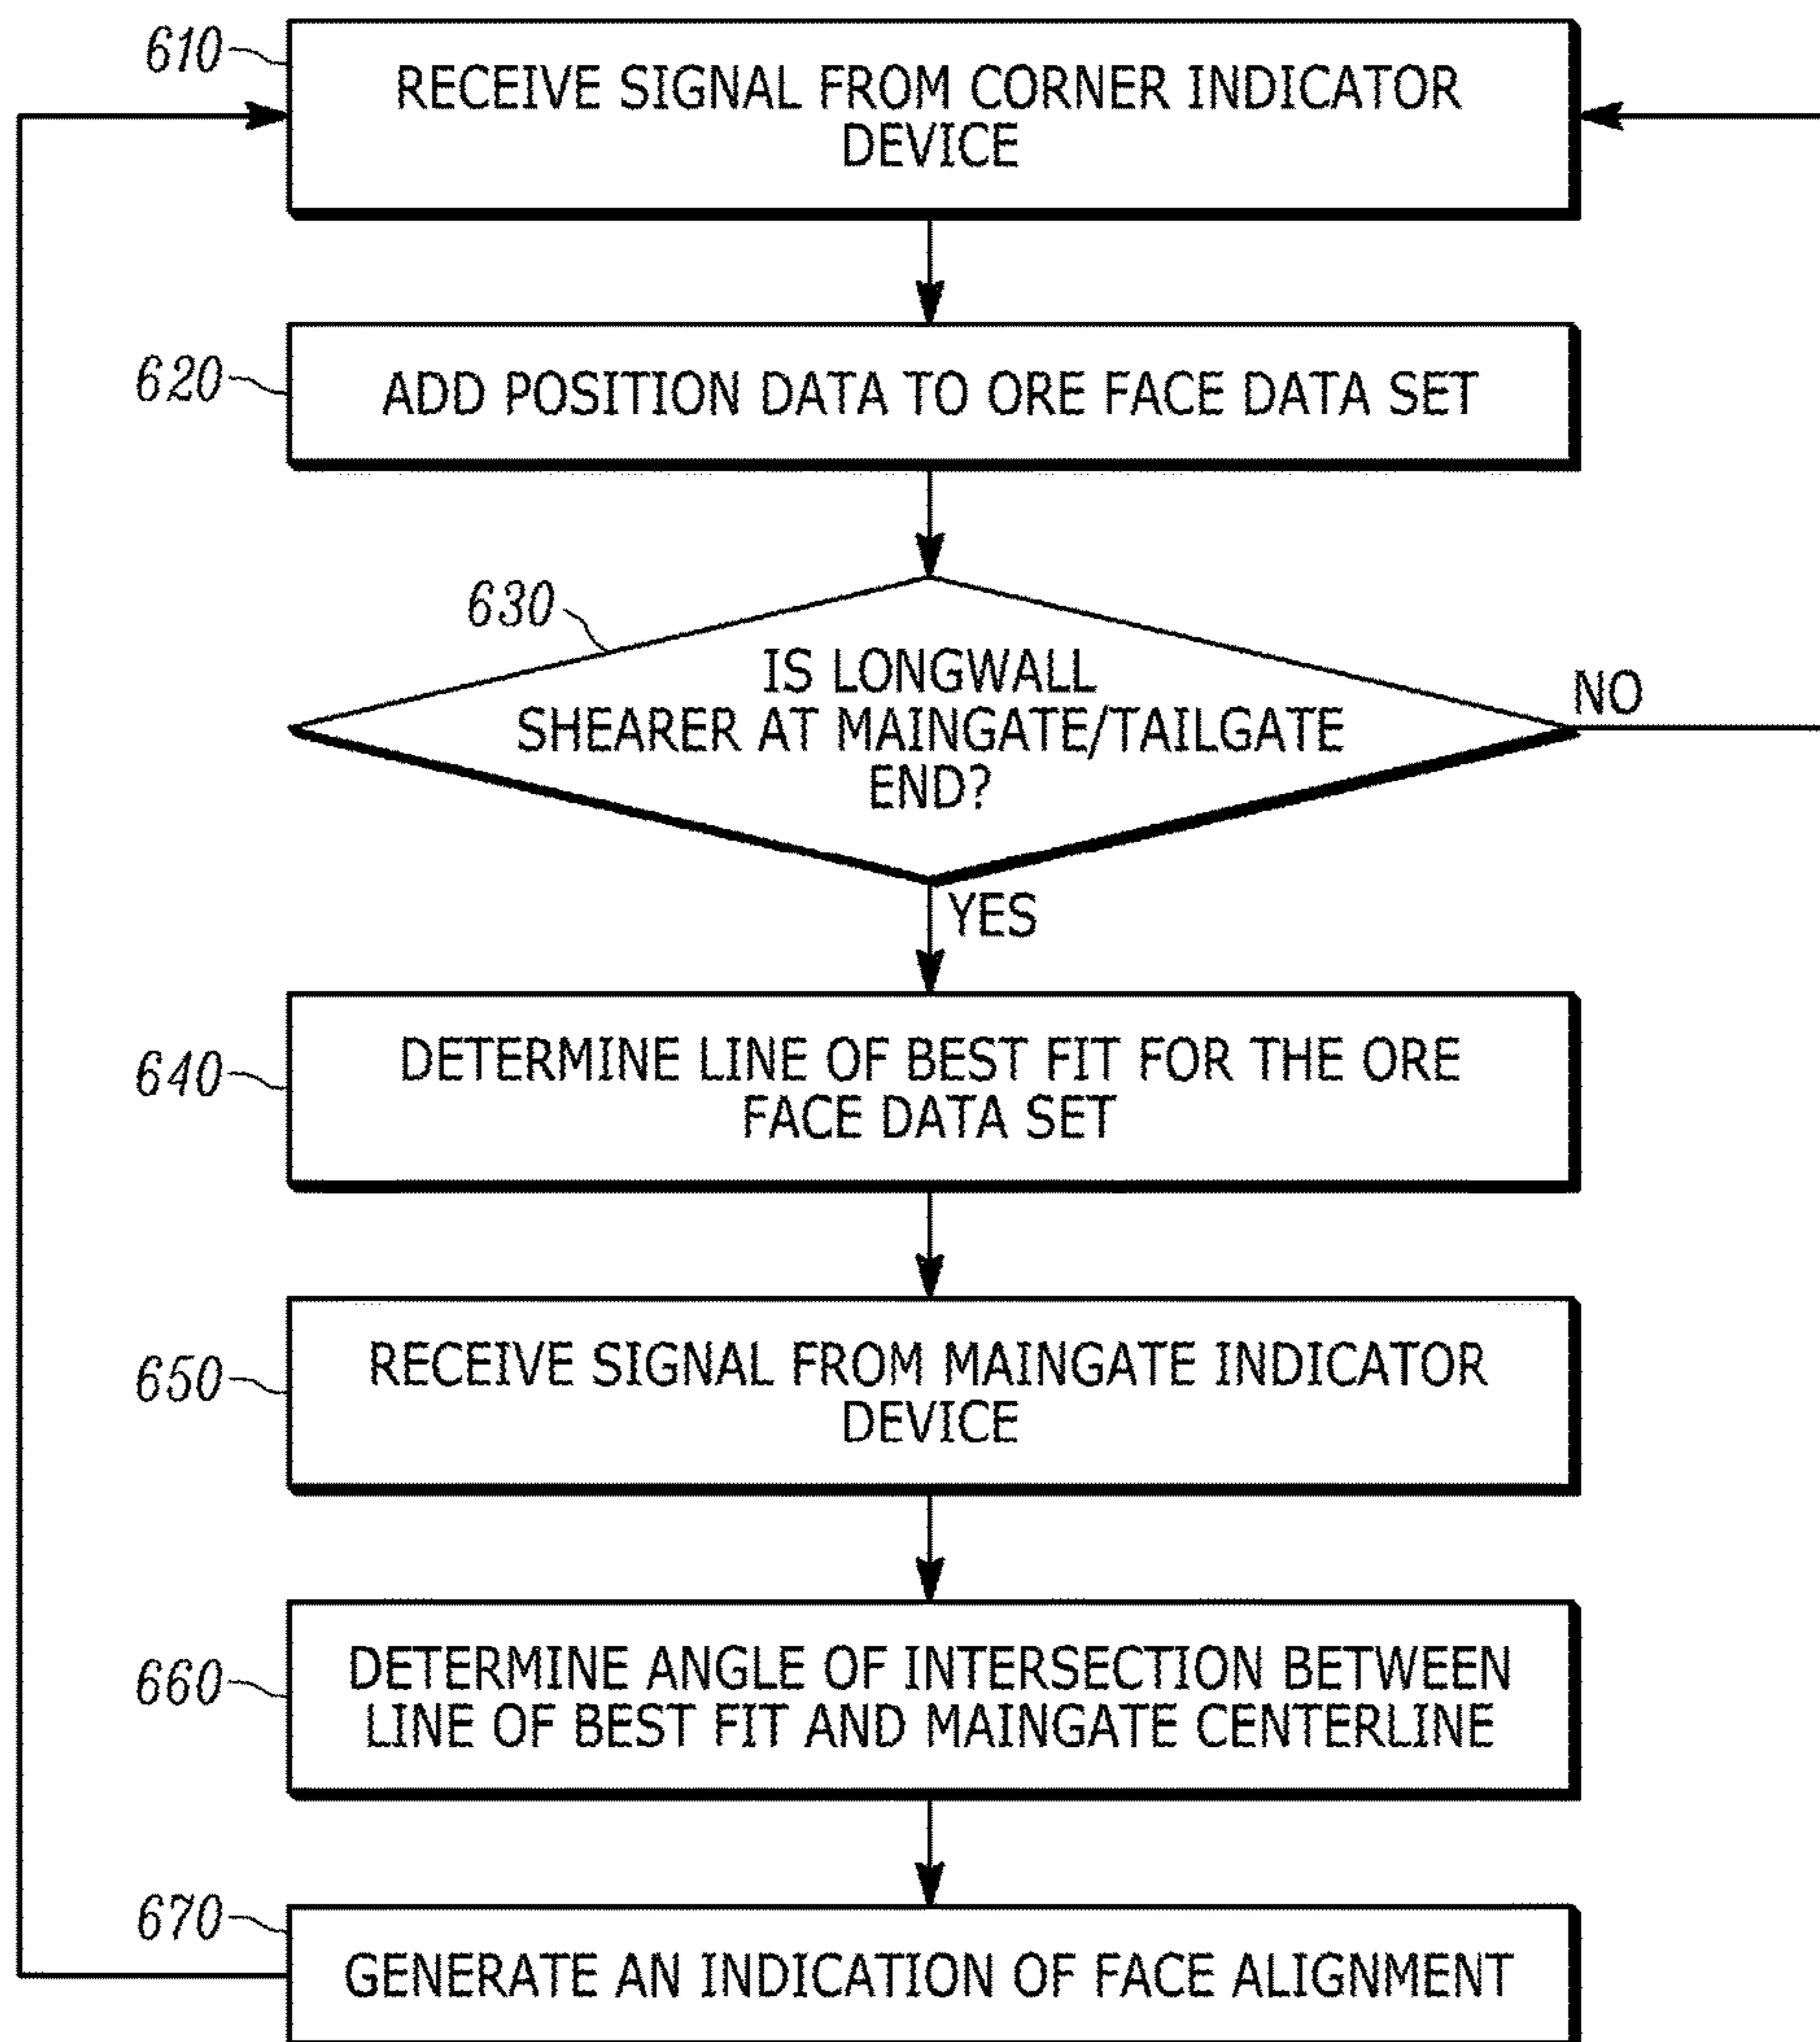 610
RECEIVE SIGNAL FROM CORNER INDICATOR
DEVICE
620
ADD POSITION DATA TO ORE FACE DATA SET
630
IS LONGWALL
SHEARER AT MAINGATE/TAILGATE
END?
NO
YES
640
DETERMINE LINE OF BEST FIT FOR THE ORE
FACE DATA SET
650
RECEIVE SIGNAL FROM MAINGATE INDICATOR
DEVICE
660
DETERMINE ANGLE OF INTERSECTION BETWEEN
LINE OF BEST FIT AND MAINGATE CENTERLINE
670
GENERATE AN INDICATION OF FACE ALIGNMENT